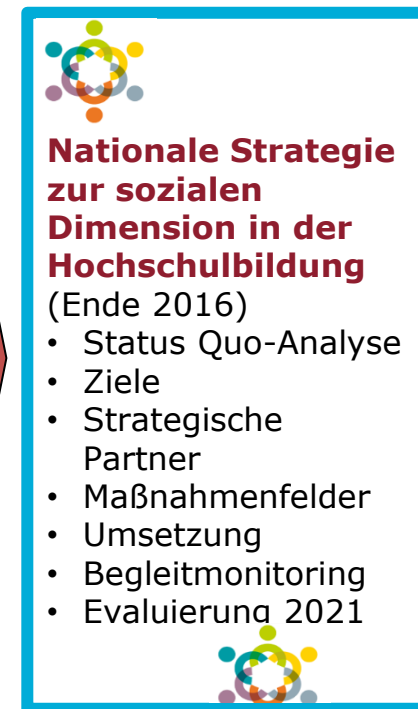 Nationale Strategie
zur sozialen
Dimension in der
Hochschulbildung
(Ende 2016)
• Status Quo-Analyse
• Ziele
• Strategische
Partner
• Maßnahmenfelder
• Umsetzung
• Begleitmonitoring
• Evaluierung 2021